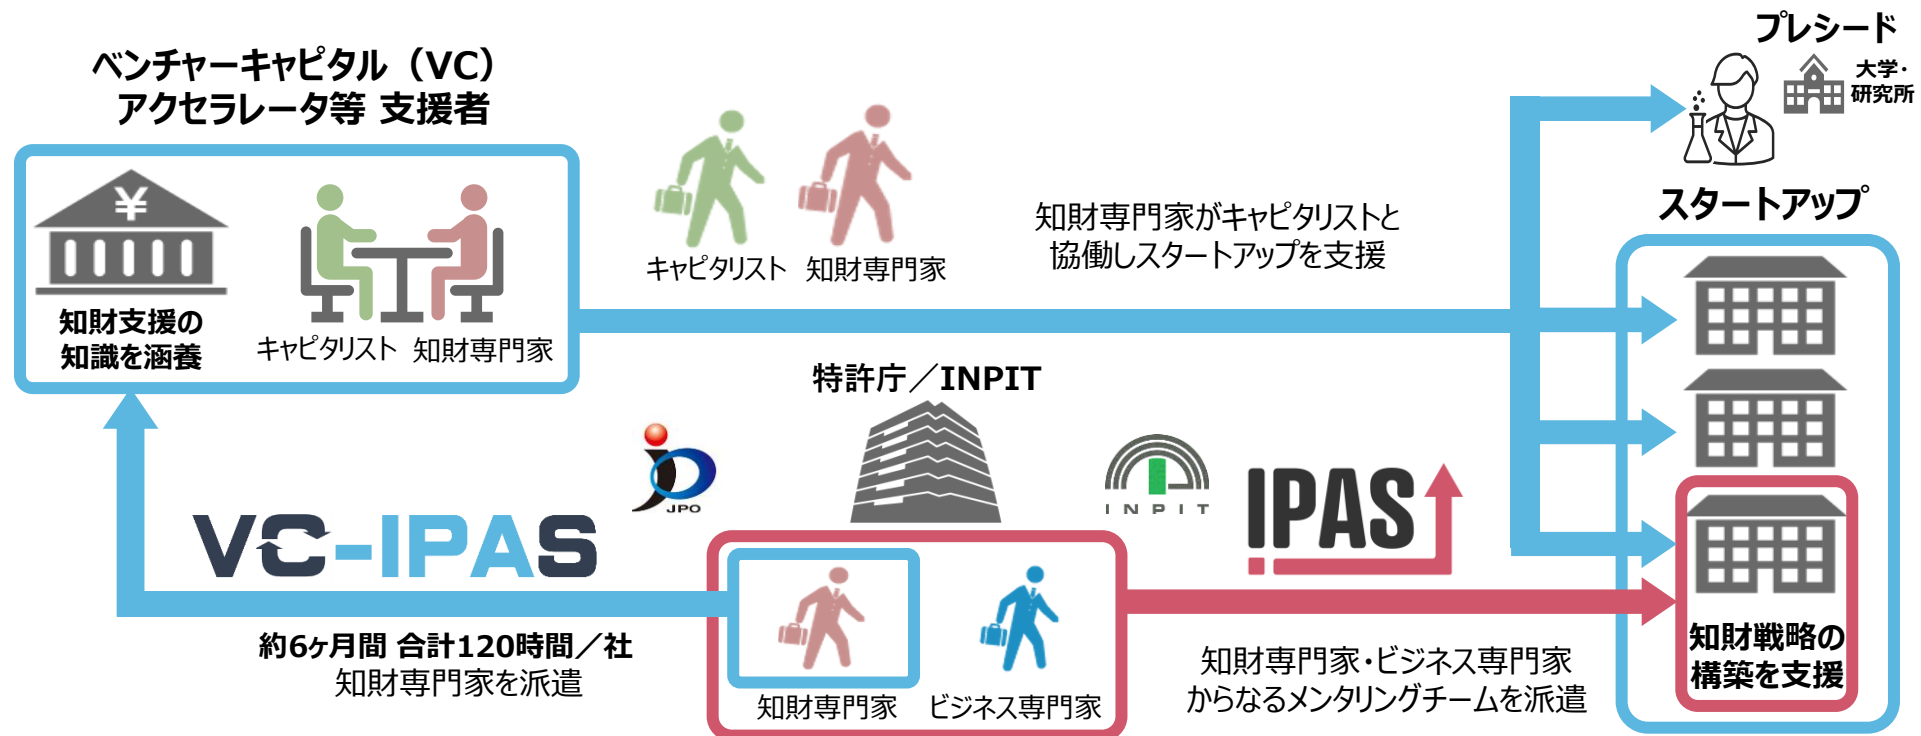 ベンチャーキャピタル（VC）
アクセラレータ等 支援者
¥
知財支援の
知識を涵養
キャピタリスト
知財専門家
キャピタリスト
知財専門家
知財専門家がキャピタリストと
協働しスタートアップを支援
プレシード
大学・
研究所
スタートアップ
特許庁／INPIT
JPO
INPIT
VC-IPAS
IPAS
約6ヶ月間 合計120時間／社
知財専門家を派遣
知財専門家
ビジネス専門家
知財専門家・ビジネス専門家
からなるメンタリングチームを派遣
知財戦略の
構築を支援